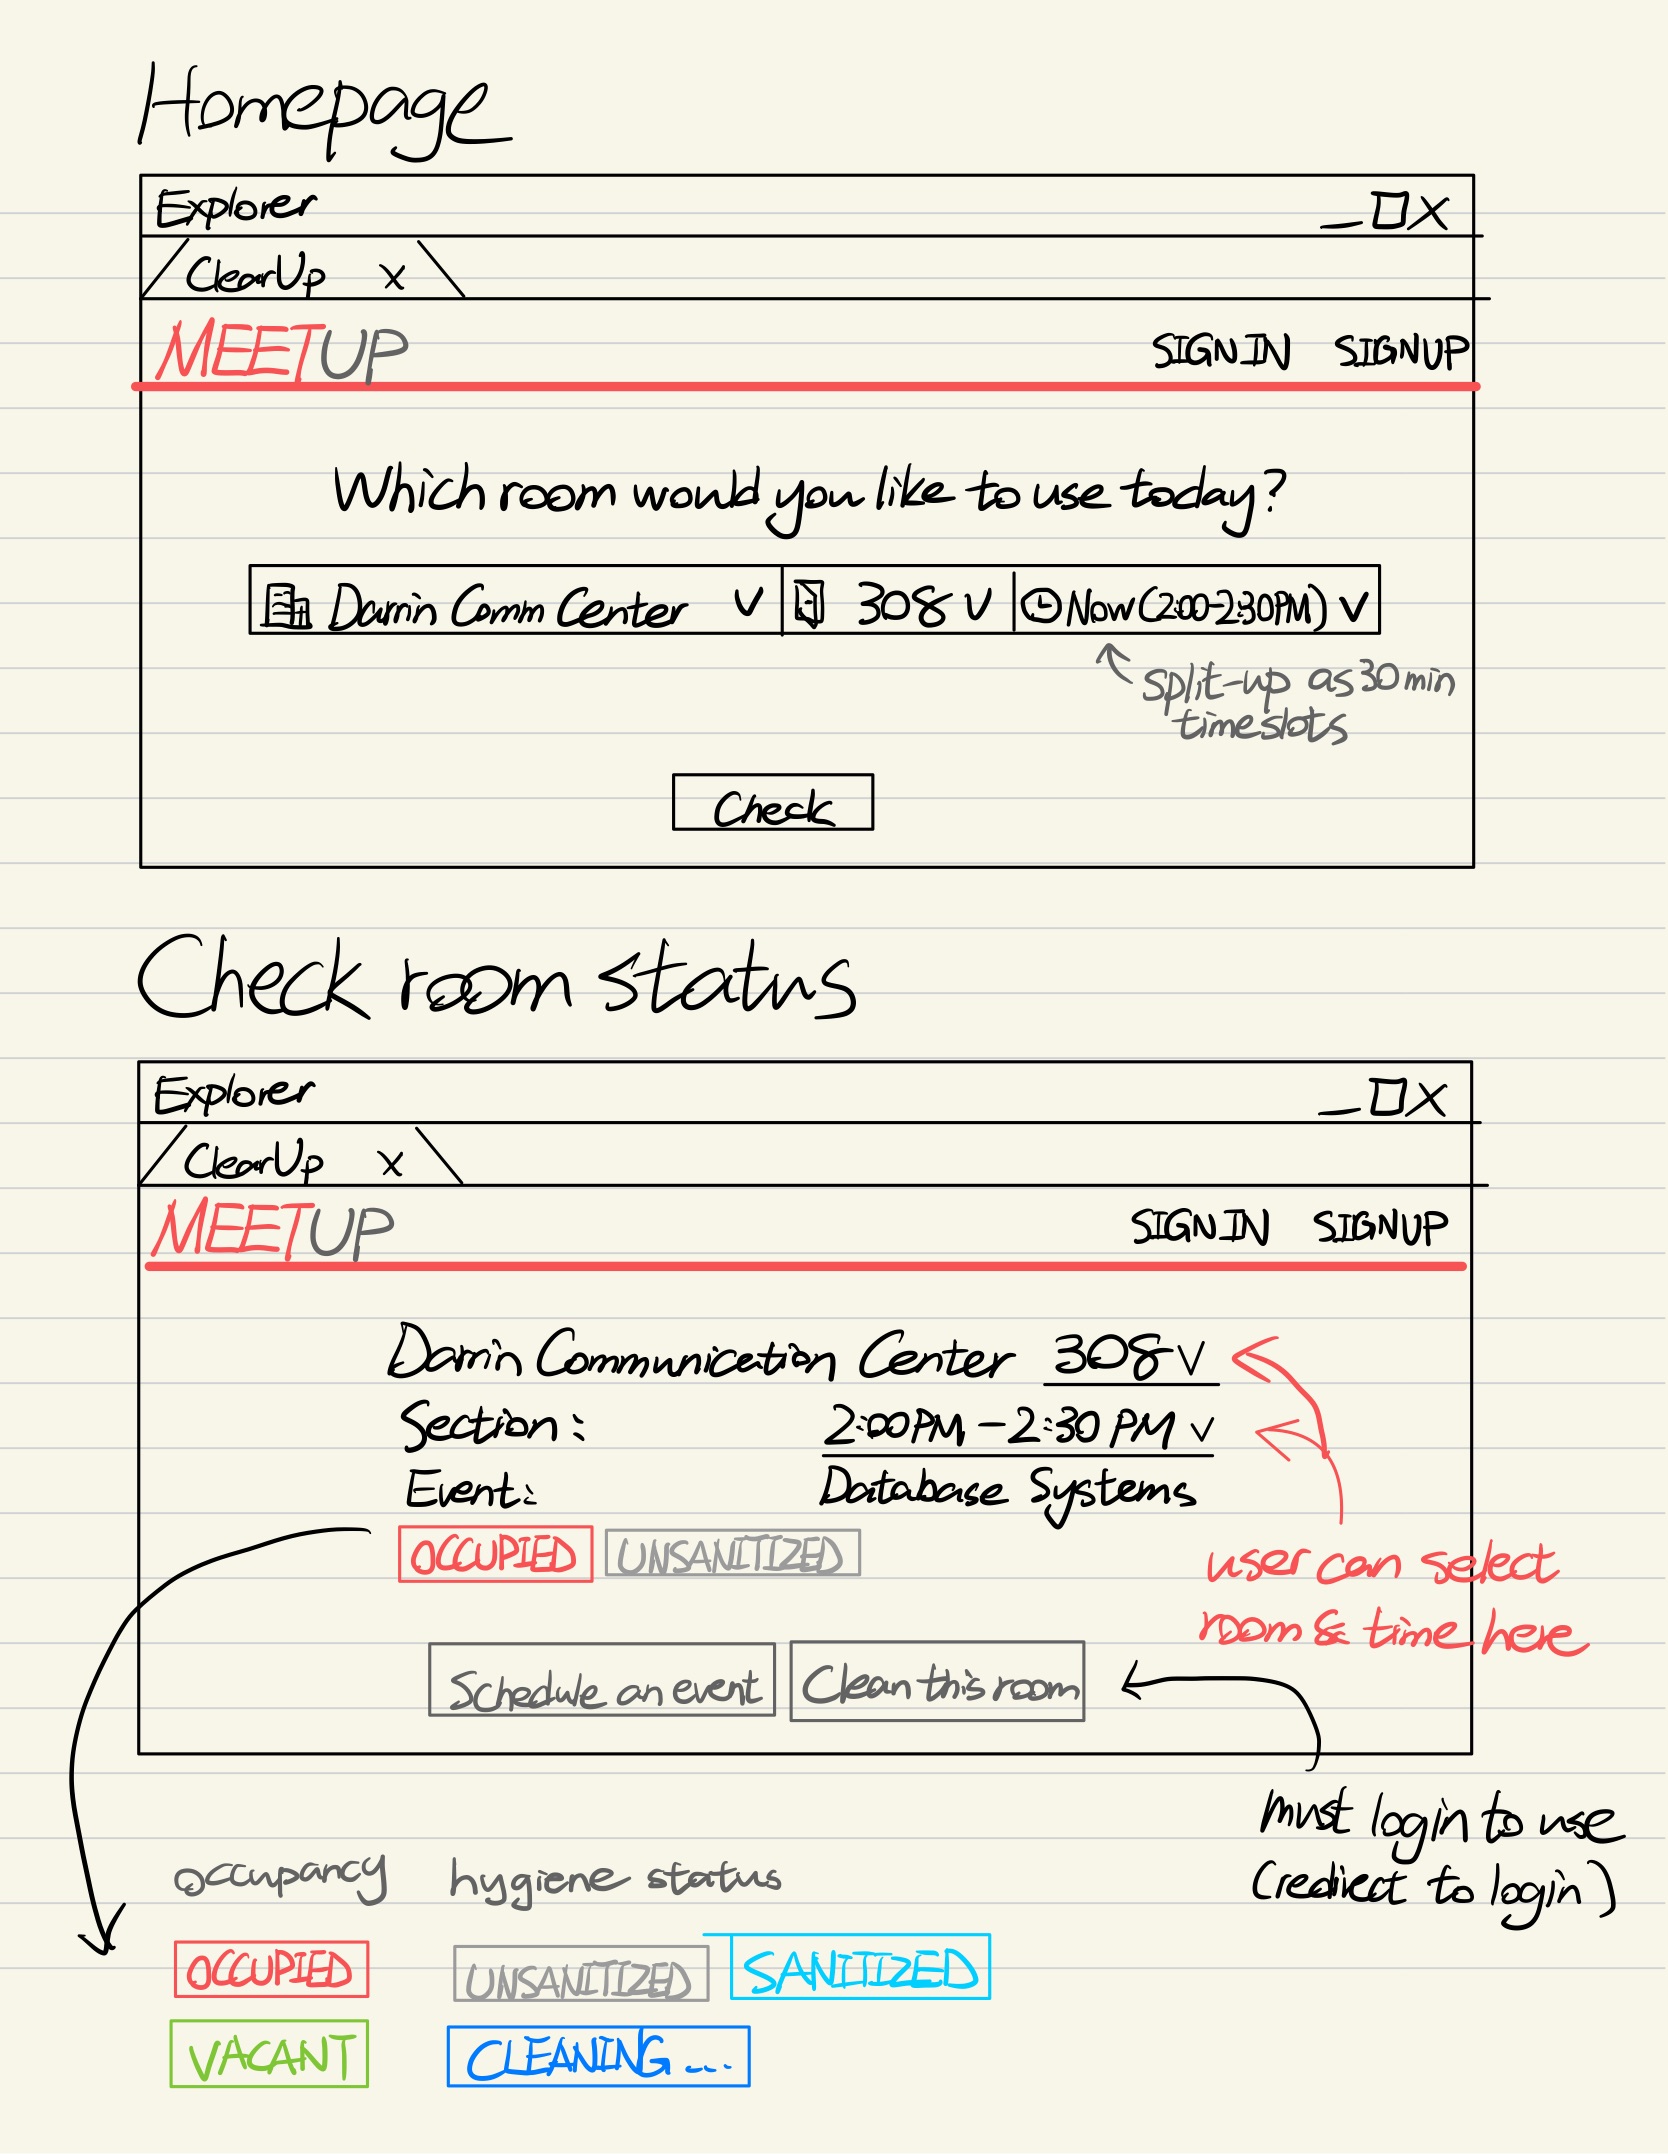 Homepage
Explorer _ □ X
ClearUp x
MEETUP SIGN IN SIGNUP
Which room would you like to use today?
Darrin Comm Center V 308 V Now (2:00-2:30PM) V
split-up as 30 min
timeslots
Check
Check room status
Explorer _ □ X
ClearUp x
MEETUP SIGN IN SIGNUP
Darrin Communication Center 308 V
Section: 2:00PM - 2:30 PM V
Event: Database Systems
OCCUPIED UNSANITIZED
user can select
room & time here
Schedule an event Clean this room
must login to use
(redirect to login)
occupancy hygiene status
OCCUPIED UNSANITIZED SANITIZED
VACANT CLEANING...